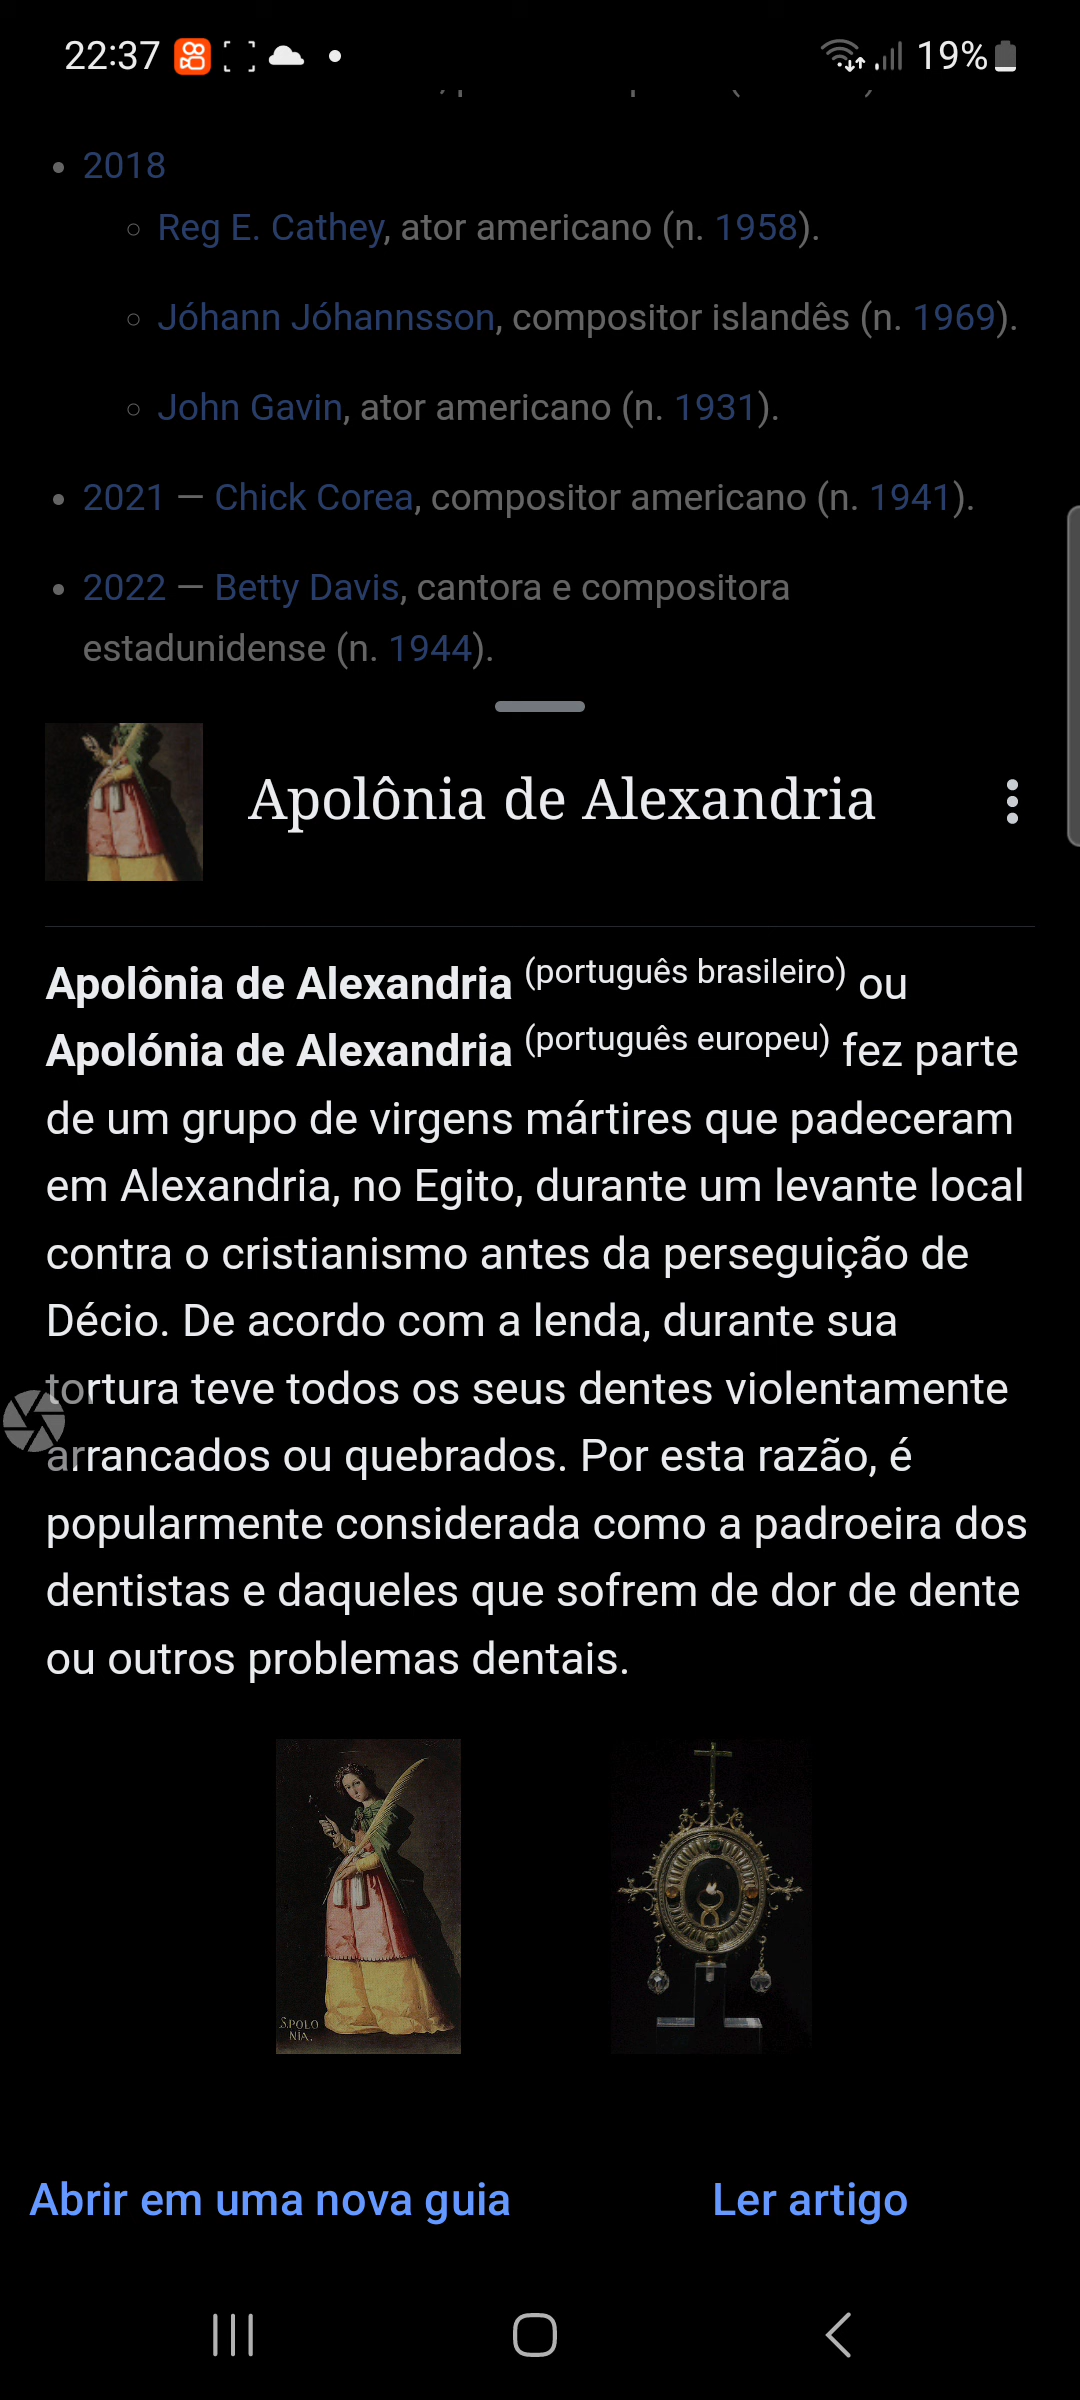 22:37
19%
2018
Reg E. Cathey, ator americano (n. 1958).
Jóhann Jóhannsson, compositor islandês (n. 1969).
John Gavin, ator americano (n. 1931).
2021 — Chick Corea, compositor americano (n. 1941).
2022 — Betty Davis, cantora e compositora
estadunidense (n. 1944).
Apolônia de Alexandria
Apolônia de Alexandria (português brasileiro) ou
Apolónia de Alexandria (português europeu) fez parte
de um grupo de virgens mártires que padeceram
em Alexandria, no Egito, durante um levante local
contra o cristianismo antes da perseguição de
Décio. De acordo com a lenda, durante sua
tortura teve todos os seus dentes violentamente
arrancados ou quebrados. Por esta razão, é
popularmente considerada como a padroeira dos
dentistas e daqueles que sofrem de dor de dente
ou outros problemas dentais.
S.POLO
NIA.
Abrir em uma nova guia
Ler artigo